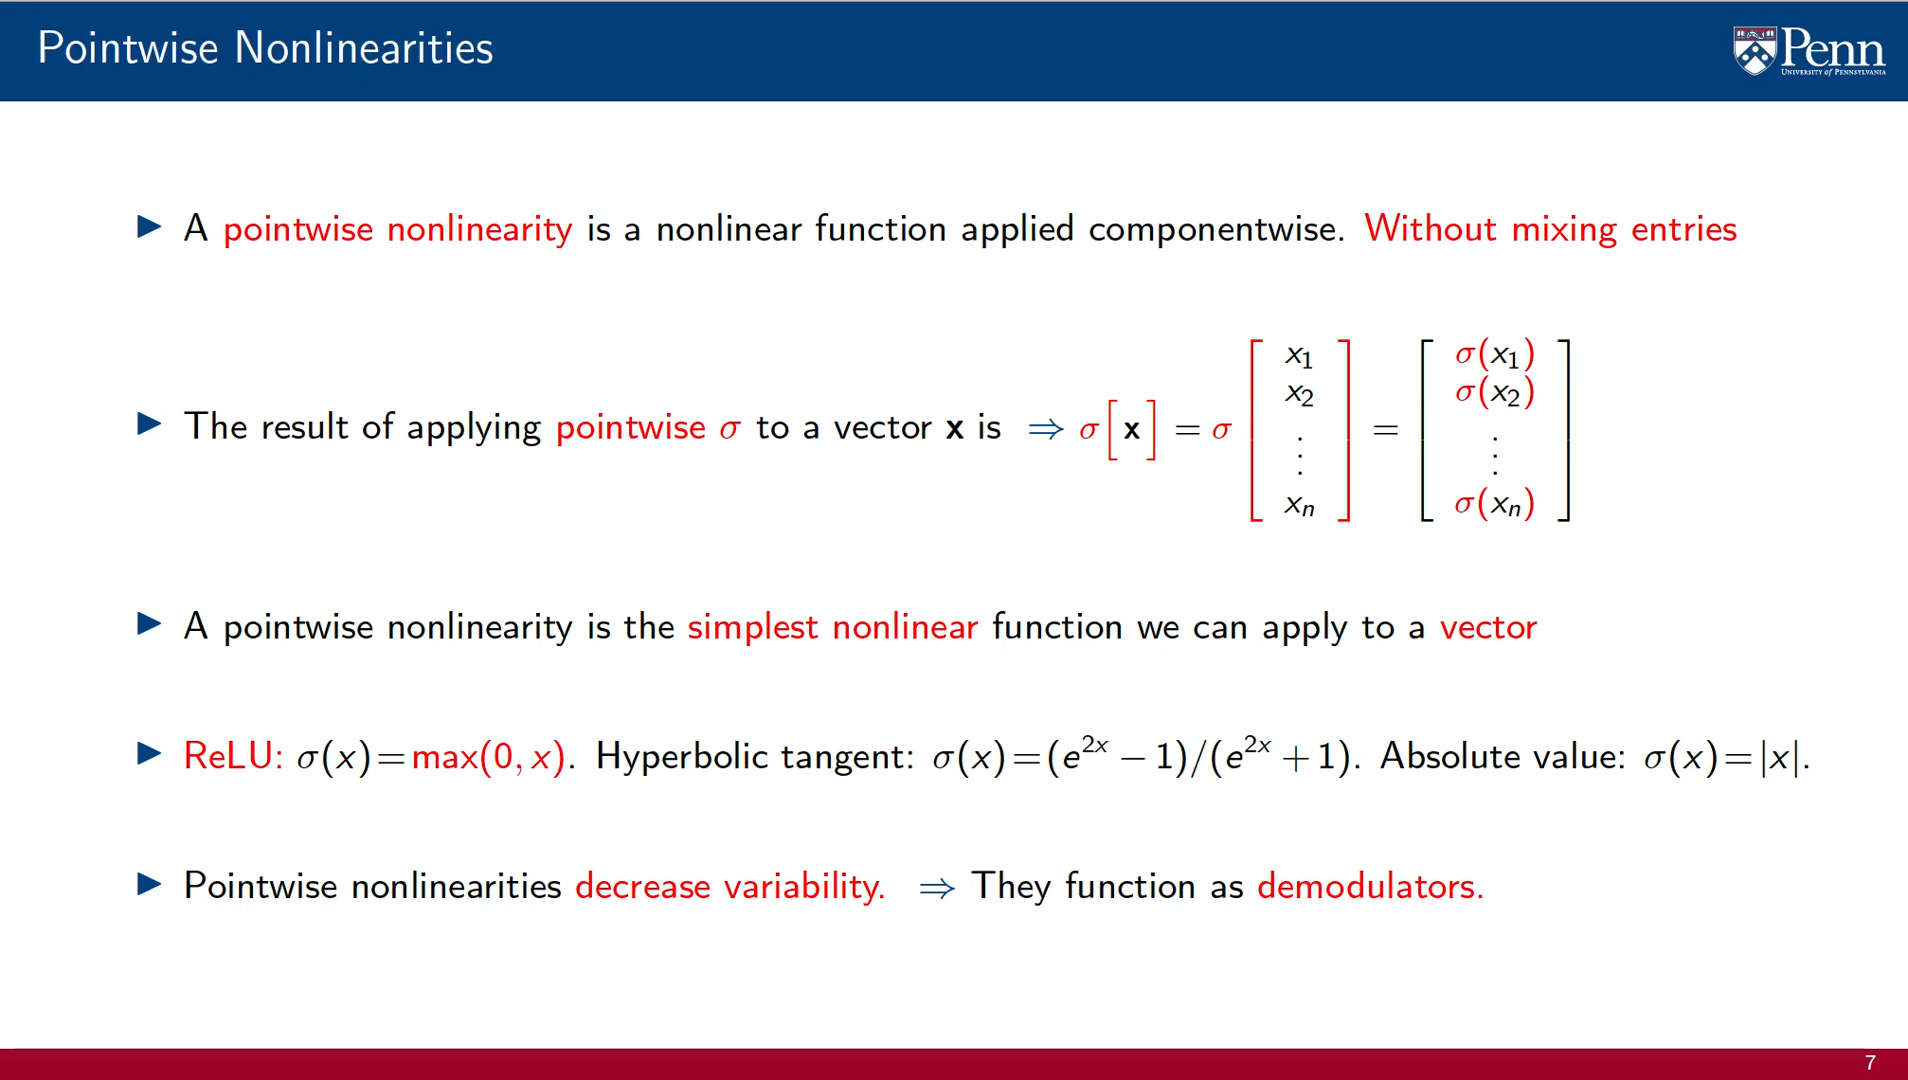 Pointwise Nonlinearities
Penn
University of Pennsylvania
▶ A pointwise nonlinearity is a nonlinear function applied componentwise. Without mixing entries
▶ The result of applying pointwise σ to a vector x is ⇒ σ[x] = σ[x₁ x₂ ⋮ xₙ] = [σ(x₁) σ(x₂) ⋮ σ(xₙ)]
▶ A pointwise nonlinearity is the simplest nonlinear function we can apply to a vector
▶ ReLU: σ(x)=max(0, x). Hyperbolic tangent: σ(x)=(e²ˣ − 1)/(e²ˣ +1). Absolute value: σ(x)=|x|.
▶ Pointwise nonlinearities decrease variability. ⇒ They function as demodulators.
7